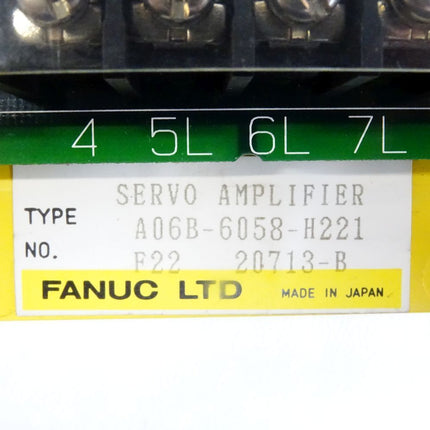 4 5L 6L 7L
SERVO AMPLIFIER
TYPE A06B-6058-H221
NO. F22 20713-B
FANUC LTD MADE IN JAPAN